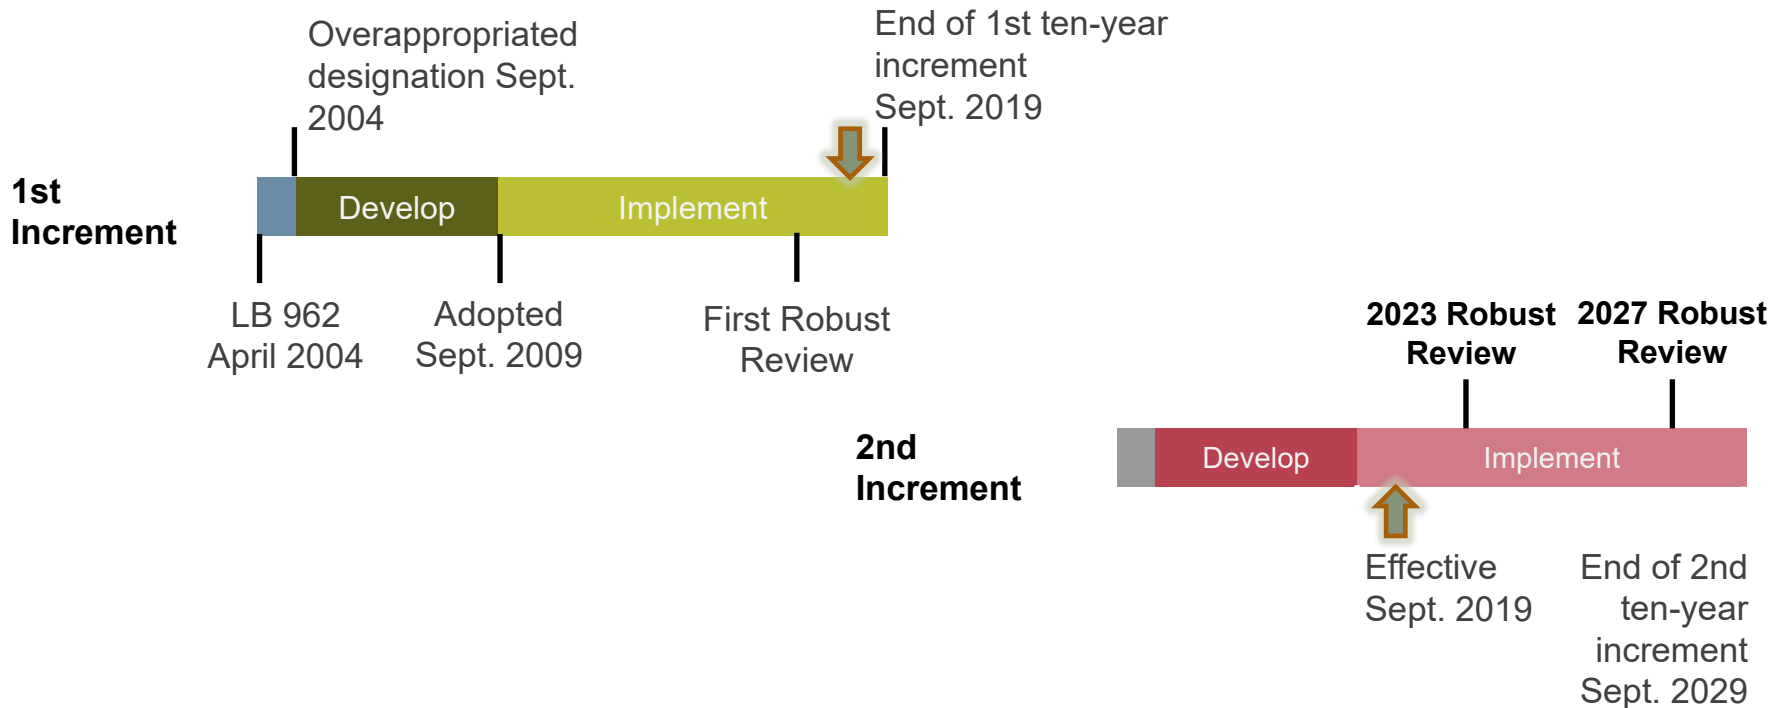 Overappropriated
designation Sept.
2004
End of 1st ten-year
increment
Sept. 2019
1st
Increment
Develop
Implement
LB 962
April 2004
Adopted
Sept. 2009
First Robust
Review
2023 Robust
Review
2027 Robust
Review
2nd
Increment
Develop
Implement
Effective
Sept. 2019
End of 2nd
ten-year
increment
Sept. 2029